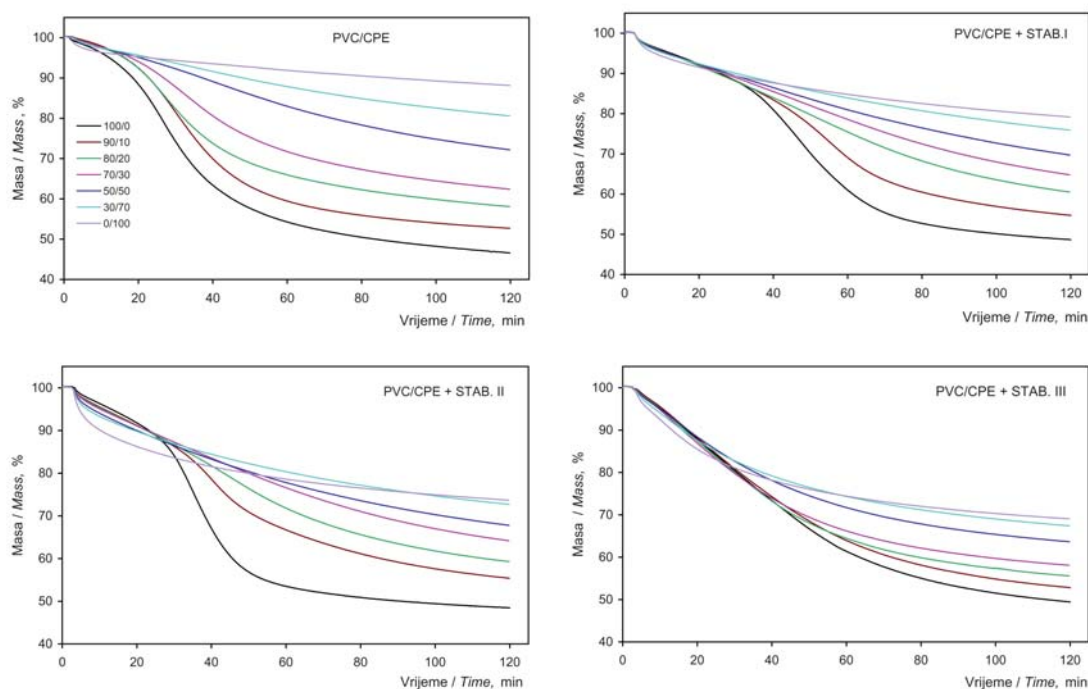 PVC/CPE
Masa / Mass, %
100
90
80
70
60
50
40
100/0
90/10
80/20
70/30
50/50
30/70
0/100
0 20 40 60 80 100 120
Vrijeme / Time, min
PVC/CPE + STAB.I
Masa / Mass, %
100
90
80
70
60
50
40
0 20 40 60 80 100 120
Vrijeme / Time, min
PVC/CPE + STAB. II
Masa / Mass, %
100
90
80
70
60
50
40
0 20 40 60 80 100 120
Vrijeme / Time, min
PVC/CPE + STAB. III
Masa / Mass, %
100
90
80
70
60
50
40
0 20 40 60 80 100 120
Vrijeme / Time, min